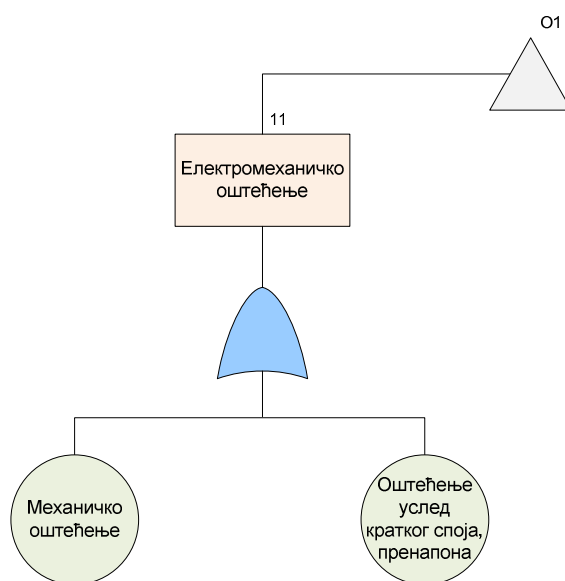 O1
11
Електромеханичко
оштећење
Механичко
оштећење
Оштећење
услед
кратког споја,
пренапона